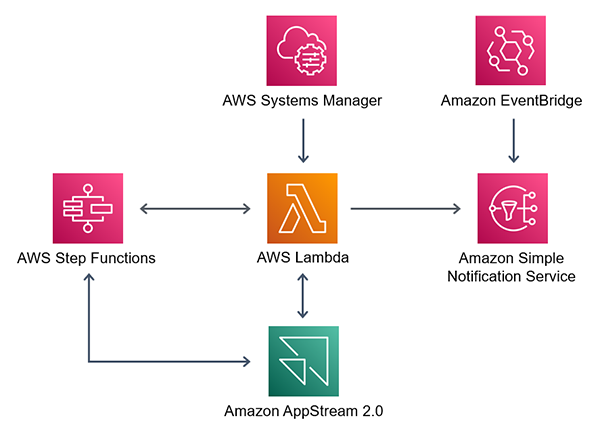 AWS Systems Manager
Amazon EventBridge
AWS Step Functions
AWS Lambda
Amazon Simple
Notification Service
Amazon AppStream 2.0